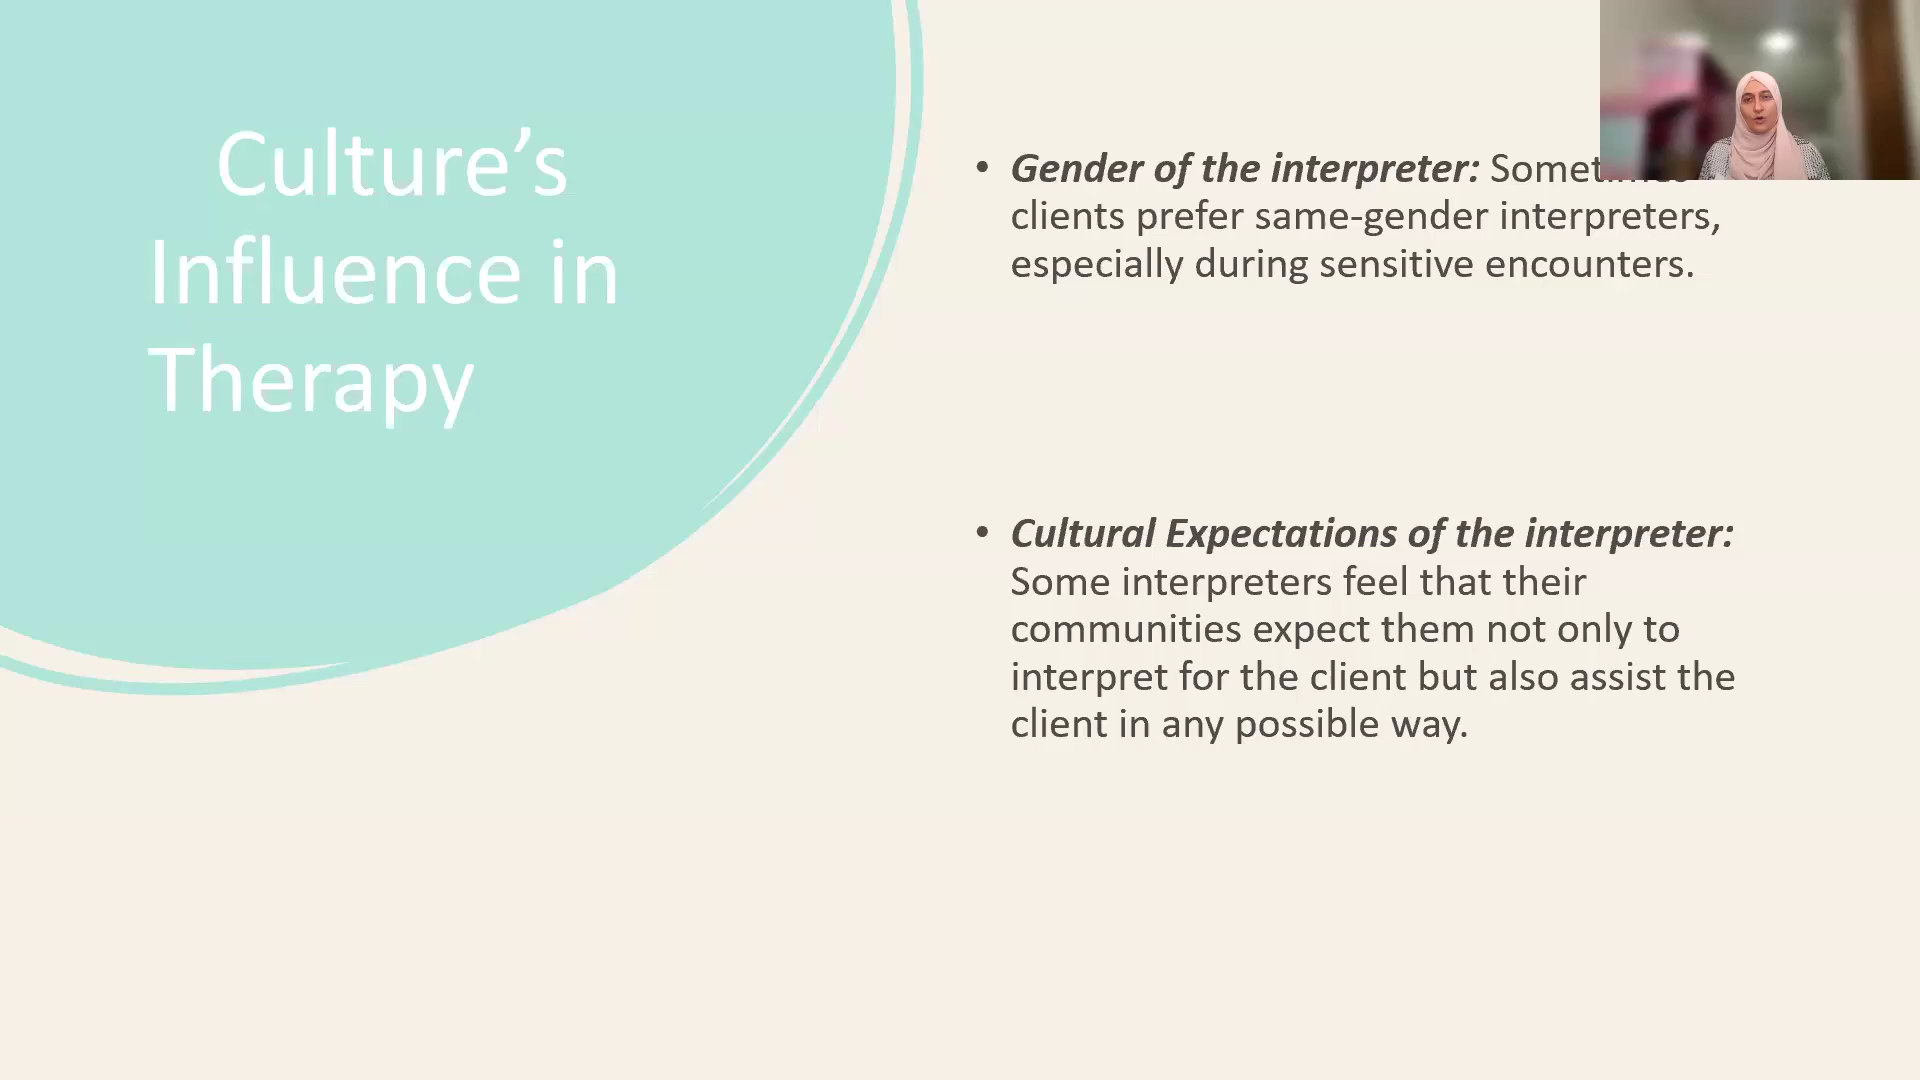 Culture’s
Influence in
Therapy
• Gender of the interpreter: Sometimes
clients prefer same-gender interpreters,
especially during sensitive encounters.
• Cultural Expectations of the interpreter:
Some interpreters feel that their
communities expect them not only to
interpret for the client but also assist the
client in any possible way.